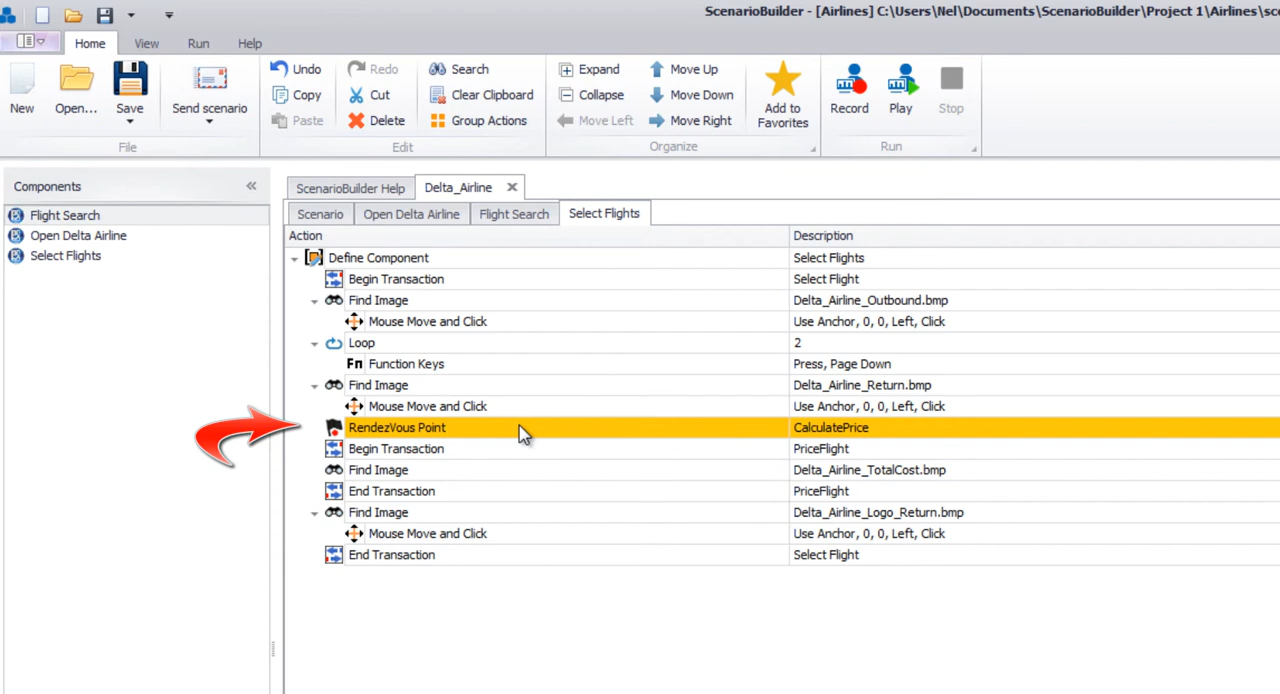 ScenarioBuilder - [Airlines] C:\Users\Nel\Documents\ScenarioBuilder\Project 1\Airlines\sc
Home View Run Help
New Open... Save Send scenario
File
Undo Redo Search
Copy Cut Clear Clipboard
Paste Delete Group Actions
Edit
Expand Move Up
Collapse Move Down
Move Left Move Right
Add to Favorites
Organize
Record Play Stop
Run
Components
Flight Search
Open Delta Airline
Select Flights
ScenarioBuilder Help Delta_Airline
Scenario Open Delta Airline Flight Search Select Flights
Action Description
Define Component Select Flights
Begin Transaction Select Flight
Find Image Delta_Airline_Outbound.bmp
Mouse Move and Click Use Anchor, 0, 0, Left, Click
Loop 2
Fn Function Keys Press, Page Down
Find Image Delta_Airline_Return.bmp
Mouse Move and Click Use Anchor, 0, 0, Left, Click
RendezVous Point CalculatePrice
Begin Transaction PriceFlight
Find Image Delta_Airline_TotalCost.bmp
End Transaction PriceFlight
Find Image Delta_Airline_Logo_Return.bmp
Mouse Move and Click Use Anchor, 0, 0, Left, Click
End Transaction Select Flight